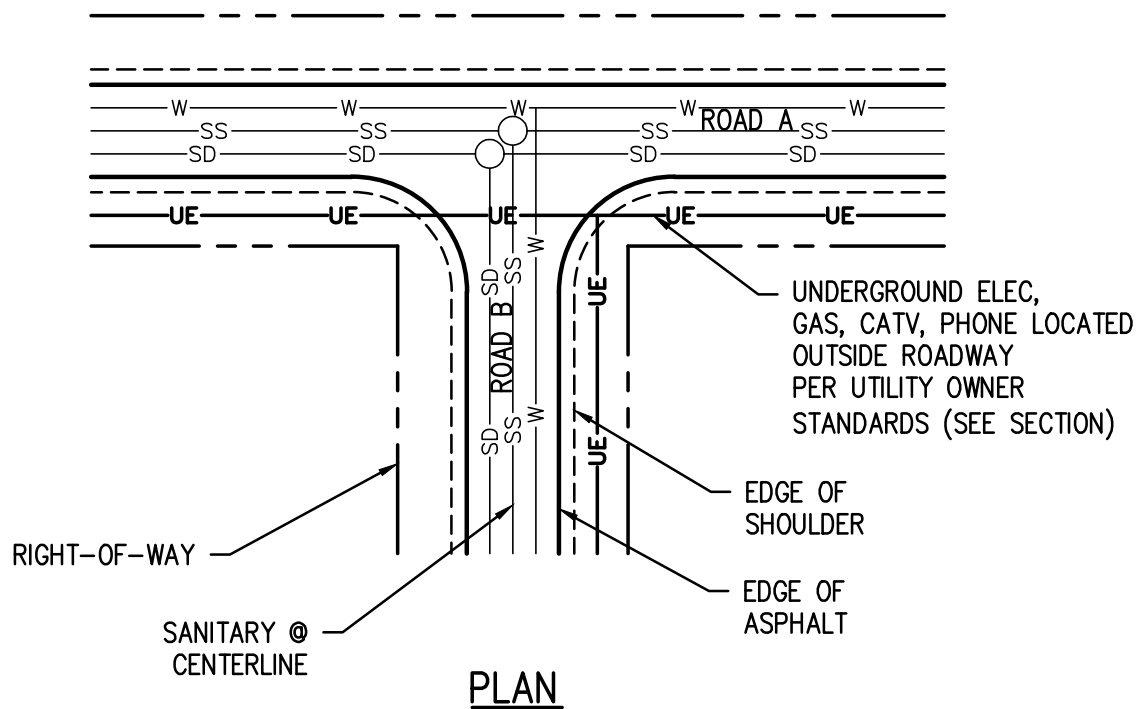 W W W W W
ROAD A
SS SS SS SS
SD SD SD SD
UE UE UE UE UE
W
SD
SS
UE
ROAD B
W
SD
SS
UE
UNDERGROUND ELEC,
GAS, CATV, PHONE LOCATED
OUTSIDE ROADWAY
PER UTILITY OWNER
STANDARDS (SEE SECTION)
EDGE OF
SHOULDER
RIGHT-OF-WAY
EDGE OF
ASPHALT
SANITARY @
CENTERLINE
PLAN